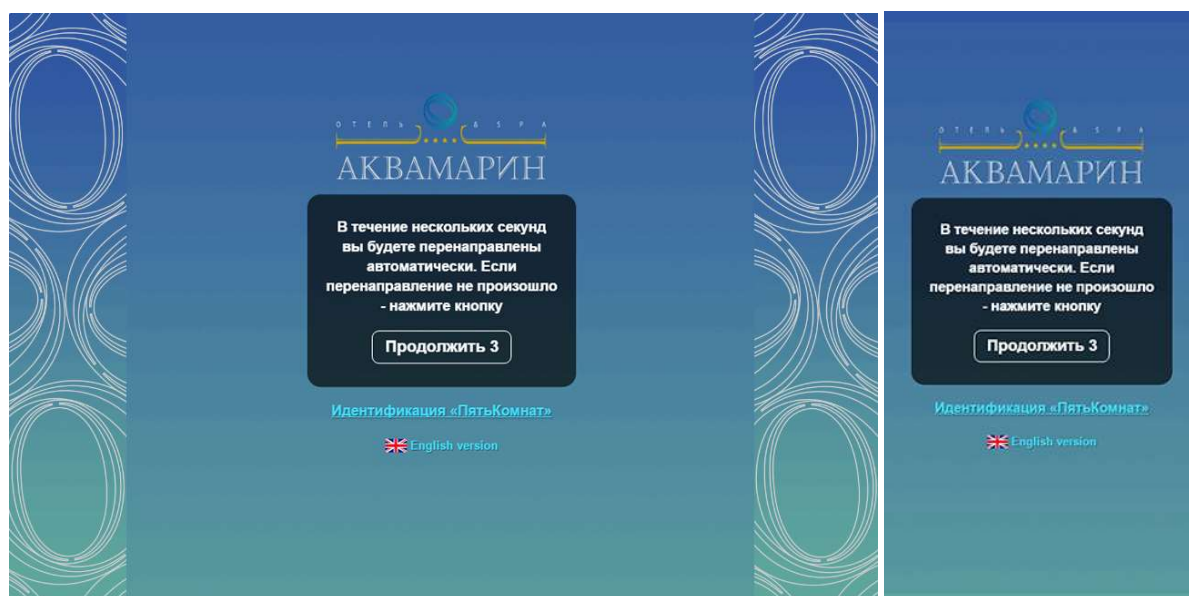 ОТЕЛЬ & SPA
АКВАМАРИН
В течение нескольких секунд
вы будете перенаправлены
автоматически. Если
перенаправление не произошло
- нажмите кнопку
Продолжить 3
Идентификация «ПятьКомнат»
English version
ОТЕЛЬ & SPA
АКВАМАРИН
В течение нескольких секунд
вы будете перенаправлены
автоматически. Если
перенаправление не произошло
- нажмите кнопку
Продолжить 3
Идентификация «ПятьКомнат»
English version